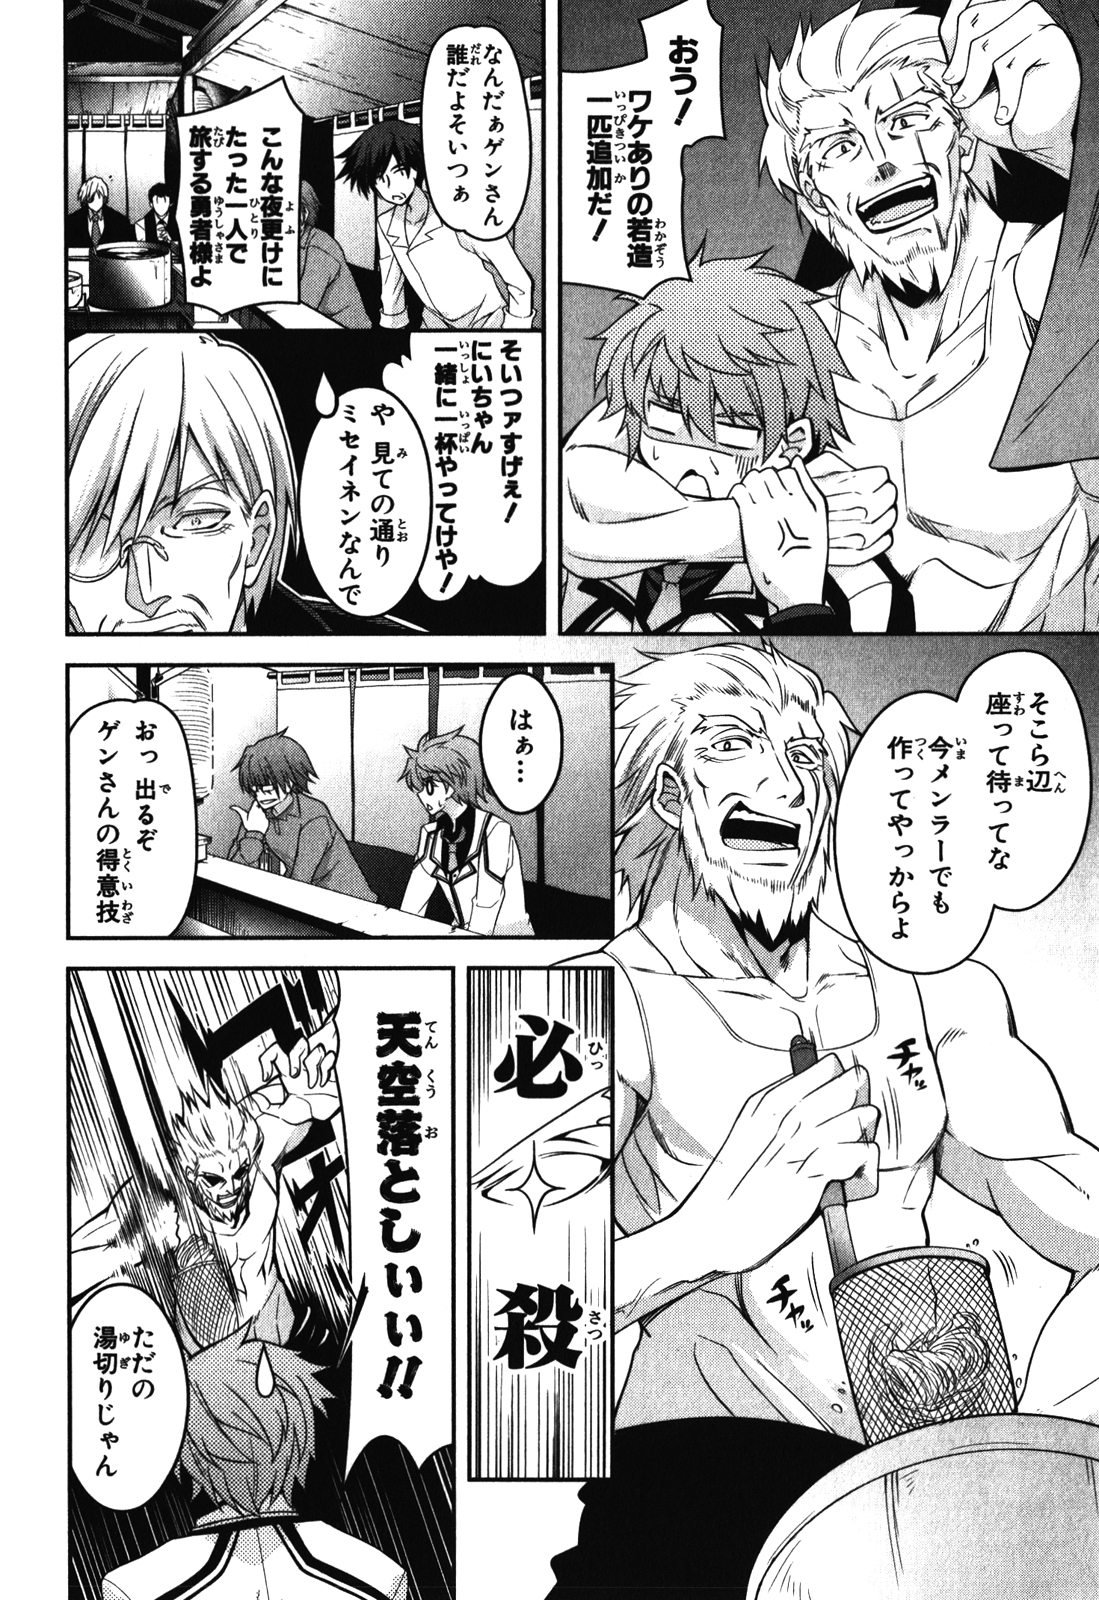 おう！
ワケありの若造
一匹追加だ！
なんだぁゲンさん
誰だよそいつぁ
こんな夜更けに
たった一人で
旅する勇者様よ
そいつァすげぇ！
にいちゃん
一緒に一杯やってけや！
や 見ての通り
ミセイネンなんで
そこら辺
座って待ってな
今メンラーでも
作ってやっからよ
チャッ
チャッ
はぁ…
おっ 出るぞ
ゲンさんの得意技
必
殺
天空落としぃぃ!!
ただの
湯切りじゃん